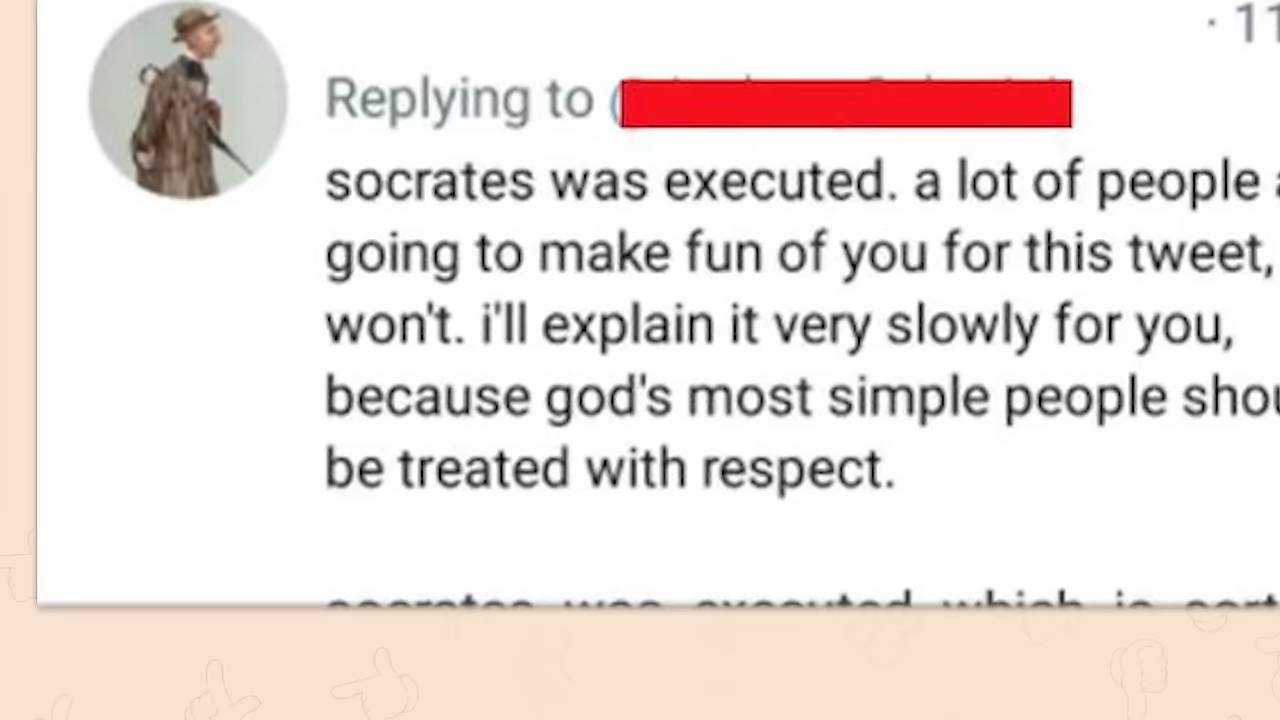 · 11
Replying to
socrates was executed. a lot of people
going to make fun of you for this tweet,
won't. i'll explain it very slowly for you,
because god's most simple people
be treated with respect.
socrates was executed which is